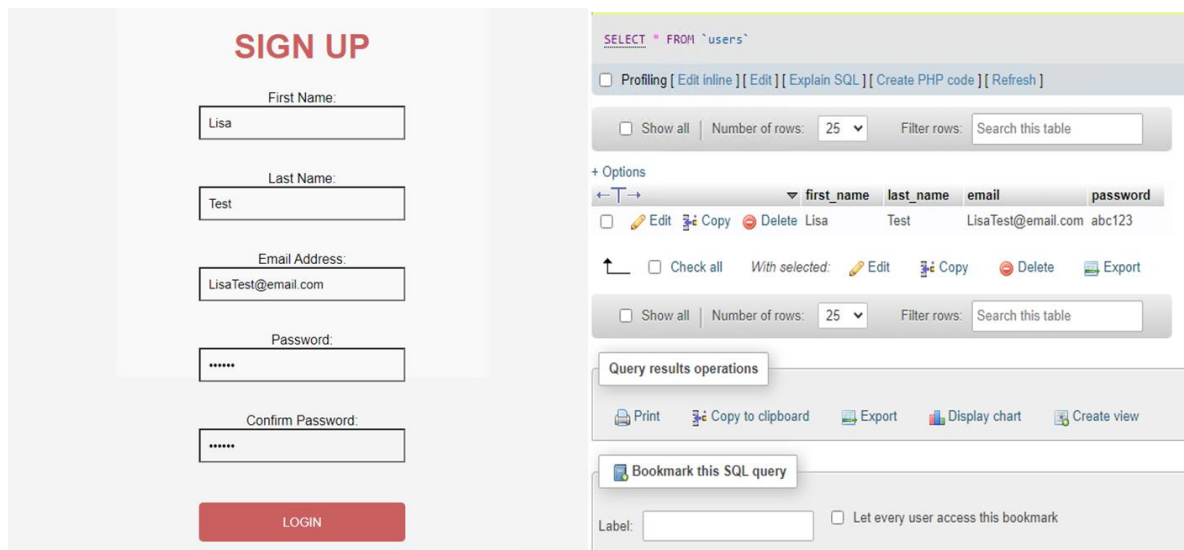 SIGN UP
First Name:
Lisa
Last Name:
Test
Email Address:
LisaTest@email.com
Password:
••••••
Confirm Password:
••••••
LOGIN
SELECT * FROM `users`
Profiling [ Edit inline ] [ Edit ] [ Explain SQL ] [ Create PHP code ] [ Refresh ]
Show all | Number of rows: 25 Filter rows: Search this table
+ Options
←T→ first_name last_name email password
Edit Copy Delete Lisa Test LisaTest@email.com abc123
Check all With selected: Edit Copy Delete Export
Show all | Number of rows: 25 Filter rows: Search this table
Query results operations
Print Copy to clipboard Export Display chart Create view
Bookmark this SQL query
Label: Let every user access this bookmark